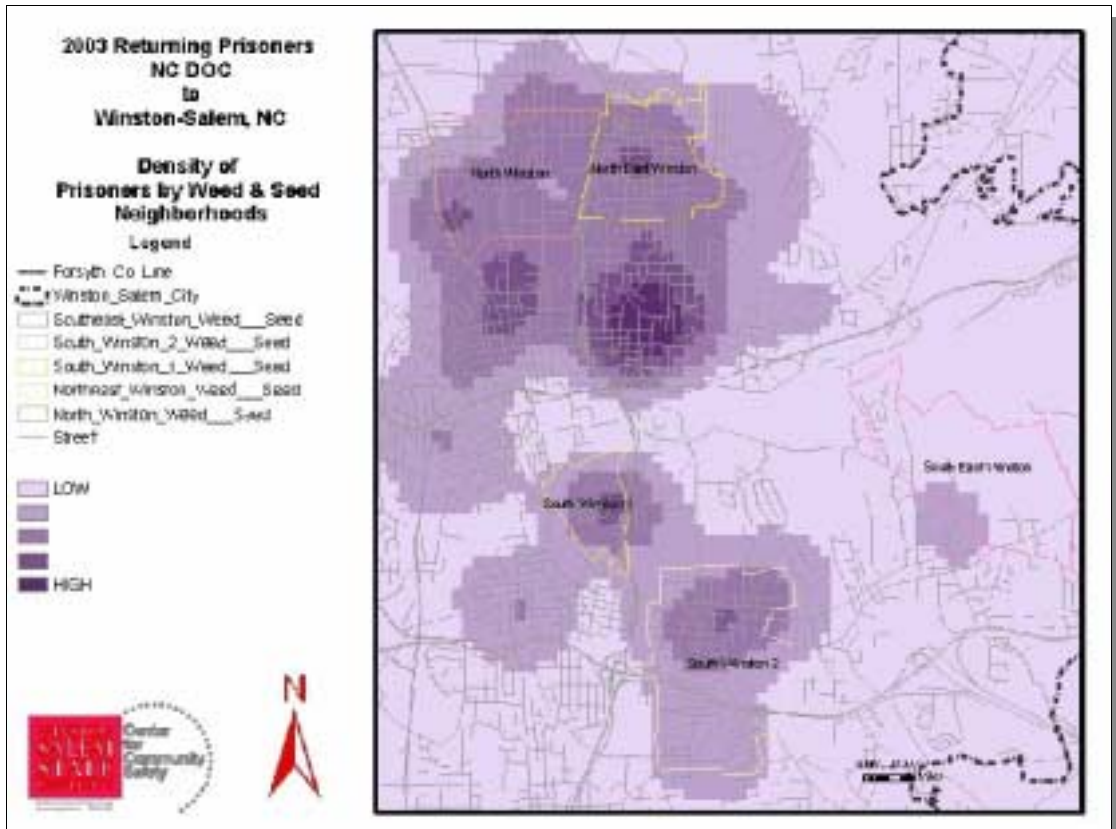 2003 Returning Prisoners
NC DOC
to
Winston-Salem, NC
Density of
Prisoners by Weed & Seed
Neighborhoods
Legend
Forsyth Co Line
Winston_Salem_City
Southeast_Winston_Weed___Seed
South_Winston_2_Weed___Seed
South_Winston_1_Weed___Seed
Northeast_Winston_Weed___Seed
North_Winston_Weed___Seed
Street
LOW
HIGH
North Winston
North East Winston
South East Winston
South Winston 1
South Winston 2
N
SALEM
STATE
Center
for
Community
Safety